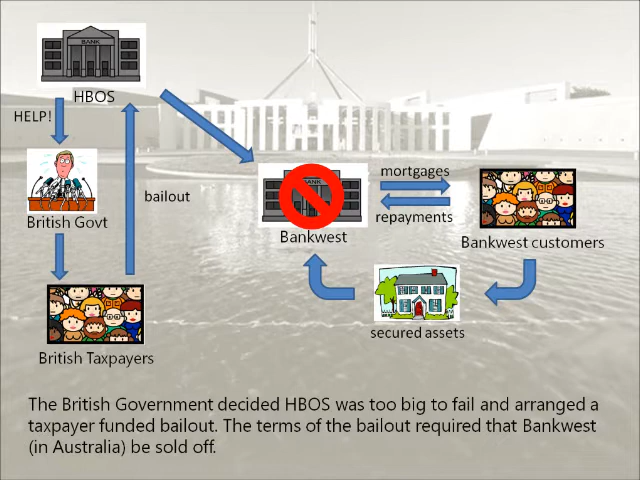 BANK
HBOS
HELP!
bailout
British Govt
British Taxpayers
BANK
Bankwest
mortgages
repayments
Bankwest customers
secured assets
The British Government decided HBOS was too big to fail and arranged a
taxpayer funded bailout. The terms of the bailout required that Bankwest
(in Australia) be sold off.